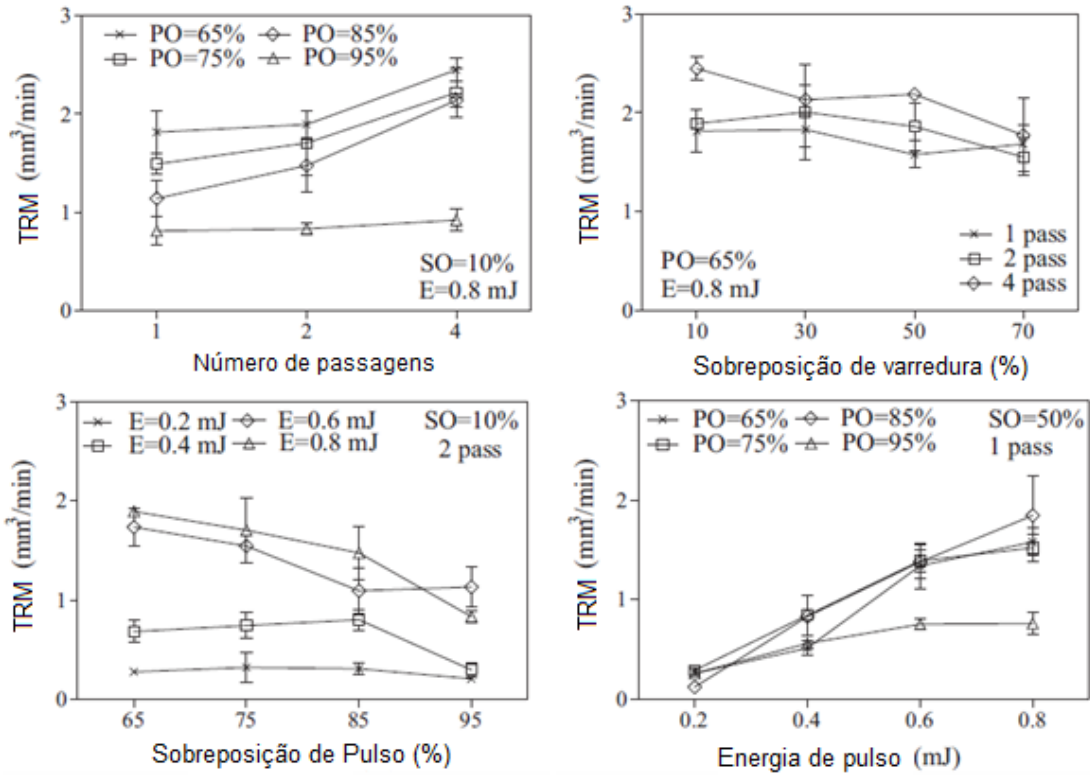 3
PO=65% PO=85%
PO=75% PO=95%
2
1
0
TRM (mm³/min)
SO=10%
E=0.8 mJ
1 2 4
Número de passagens
3
2
1
0
TRM (mm³/min)
PO=65%
E=0.8 mJ
1 pass
2 pass
4 pass
10 30 50 70
Sobreposição de varredura (%)
3
E=0.2 mJ E=0.6 mJ SO=10%
E=0.4 mJ E=0.8 mJ 2 pass
2
1
0
TRM (mm³/min)
65 75 85 95
Sobreposição de Pulso (%)
3
PO=65% PO=85% SO=50%
PO=75% PO=95% 1 pass
2
1
0
TRM (mm³/min)
0.2 0.4 0.6 0.8
Energia de pulso (mJ)